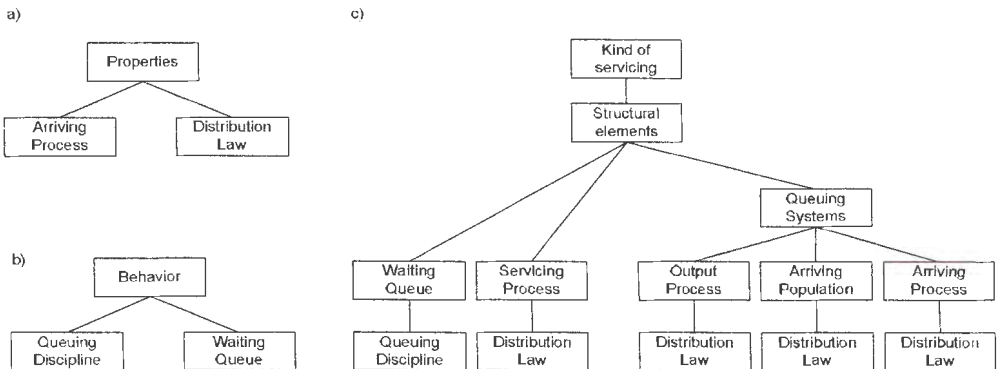 a)
Properties
Arriving
Process
Distribution
Law
b)
Behavior
Queuing
Discipline
Waiting
Queue
c)
Kind of
servicing
Structural
elements
Queuing
Systems
Waiting
Queue
Servicing
Process
Output
Process
Arriving
Population
Arriving
Process
Queuing
Discipline
Distribution
Law
Distribution
Law
Distribution
Law
Distribution
Law